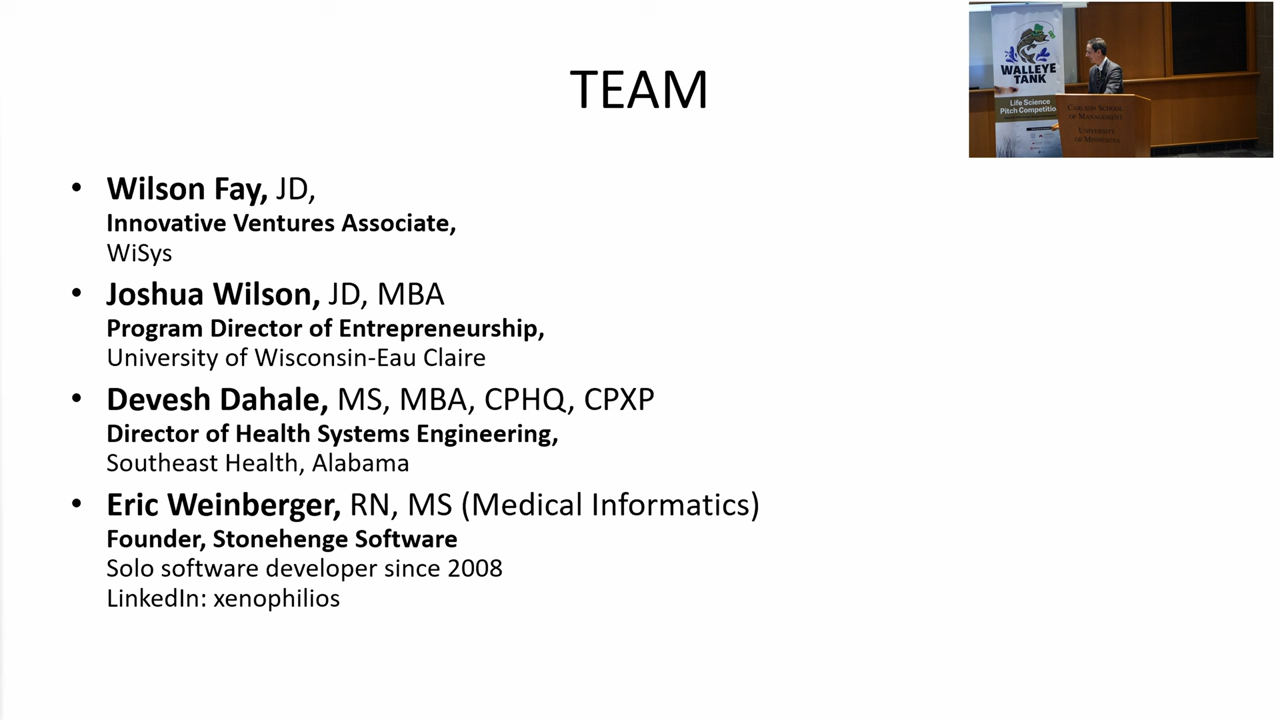 TEAM
• Wilson Fay, JD,
Innovative Ventures Associate,
WiSys
• Joshua Wilson, JD, MBA
Program Director of Entrepreneurship,
University of Wisconsin-Eau Claire
• Devesh Dahale, MS, MBA, CPHQ, CPXP
Director of Health Systems Engineering,
Southeast Health, Alabama
• Eric Weinberger, RN, MS (Medical Informatics)
Founder, Stonehenge Software
Solo software developer since 2008
LinkedIn: xenophilios
WALLEYE
TANK
Life Science
Pitch Competitio
CARLSON SCHOOL
OF MANAGEMENT
UNIVERSITY
OF MINNESOTA